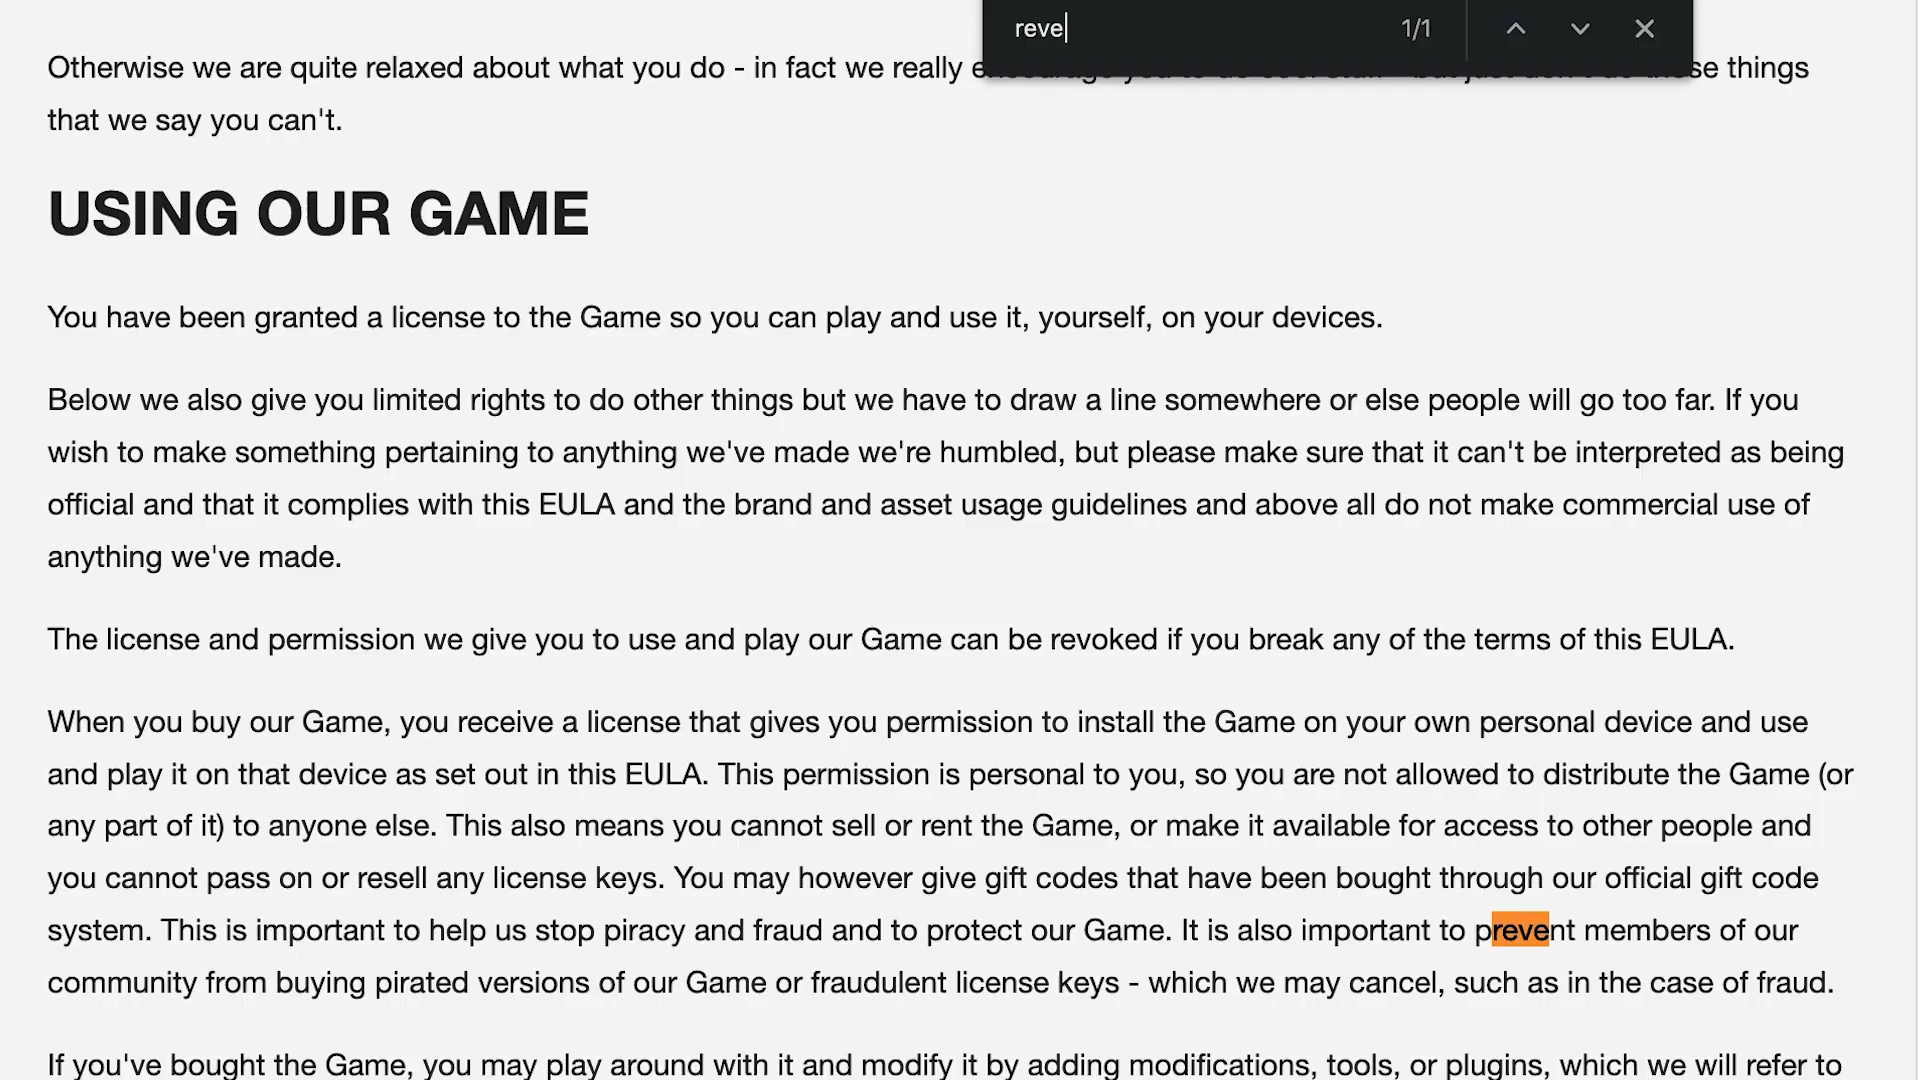 reve
1/1
Otherwise we are quite relaxed about what you do - in fact we really se things
that we say you can't.
USING OUR GAME
You have been granted a license to the Game so you can play and use it, yourself, on your devices.
Below we also give you limited rights to do other things but we have to draw a line somewhere or else people will go too far. If you
wish to make something pertaining to anything we've made we're humbled, but please make sure that it can't be interpreted as being
official and that it complies with this EULA and the brand and asset usage guidelines and above all do not make commercial use of
anything we've made.
The license and permission we give you to use and play our Game can be revoked if you break any of the terms of this EULA.
When you buy our Game, you receive a license that gives you permission to install the Game on your own personal device and use
and play it on that device as set out in this EULA. This permission is personal to you, so you are not allowed to distribute the Game (or
any part of it) to anyone else. This also means you cannot sell or rent the Game, or make it available for access to other people and
you cannot pass on or resell any license keys. You may however give gift codes that have been bought through our official gift code
system. This is important to help us stop piracy and fraud and to protect our Game. It is also important to prevent members of our
community from buying pirated versions of our Game or fraudulent license keys - which we may cancel, such as in the case of fraud.
If you've bought the Game, you may play around with it and modify it by adding modifications, tools, or plugins, which we will refer to